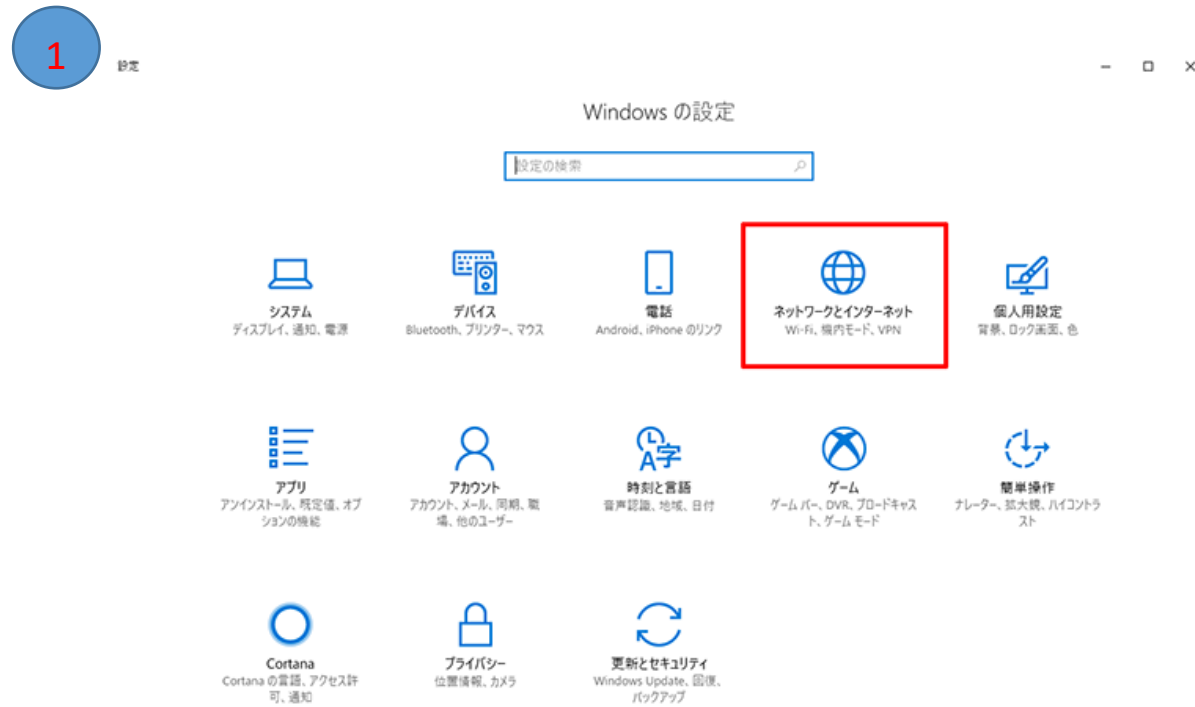 1
設定
Windows の設定
設定の検索
システム
ディスプレイ、通知、電源
デバイス
Bluetooth、プリンター、マウス
電話
Android、iPhone のリンク
ネットワークとインターネット
Wi-Fi、機内モード、VPN
個人用設定
背景、ロック画面、色
アプリ
アンインストール、既定値、オプ
ションの機能
アカウント
アカウント、メール、同期、職
場、他のユーザー
A字
時刻と言語
音声認識、地域、日付
ゲーム
ゲーム バー、DVR、ブロードキャス
ト、ゲーム モード
簡単操作
ナレーター、拡大鏡、ハイコントラ
スト
Cortana
Cortana の言語、アクセス許
可、通知
プライバシー
位置情報、カメラ
更新とセキュリティ
Windows Update、回復、
バックアップ